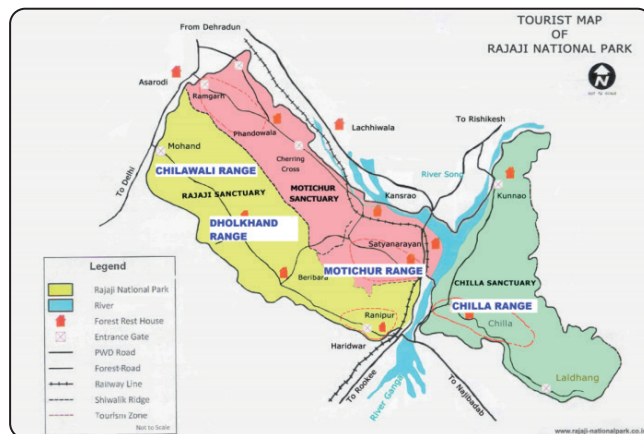 TOURIST MAP
OF
RAJAJI NATIONAL PARK
N
NOT TO SCALE
From Dehradun
Asarodi
Ramgarh
Phandowala
Lachhiwala
To Rishikesh
Mohand
Cherring
Cross
River Song
Kunnao
To Delhi
CHILAWALI RANGE
RAJAJI SANCTUARY
MOTICHUR
SANCTUARY
Kansrao
DHOLKHAND
RANGE
Satyanarayan
MOTICHUR RANGE
Beribara
CHILLA SANCTUARY
CHILLA RANGE
Chilla
Ranipur
Haridwar
To Rookee
River Ganga
To Najibadab
Laldhang
Legend
Rajaji National Park
River
Forest Rest House
Entrance Gate
PWD Road
Forest-Road
Railway Line
Shiwalik Ridge
Tourism Zone
Not to Scale
www.rajaji-nationalpark.co.in